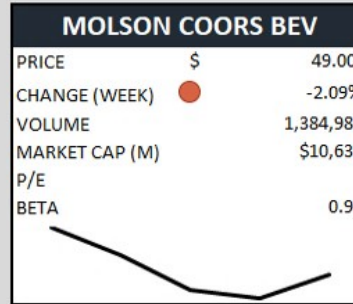 MOLSON COORS BEV
PRICE $ 49.00
CHANGE (WEEK) -2.09%
VOLUME 1,384,98
MARKET CAP (M) $10,63
P/E
BETA 0.9